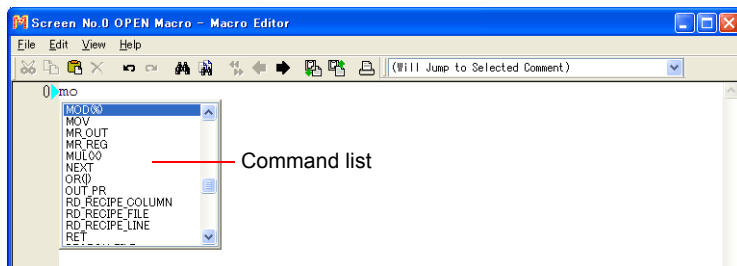 Screen No.0 OPEN Macro - Macro Editor
File Edit View Help
(Will Jump to Selected Comment)
0 mo
MOD(%)
MOV
MR_OUT
MR_REG
MUL(X)
NEXT
OR(|)
OUT_PR
RD_RECIPE_COLUMN
RD_RECIPE_FILE
RD_RECIPE_LINE
RET
Command list